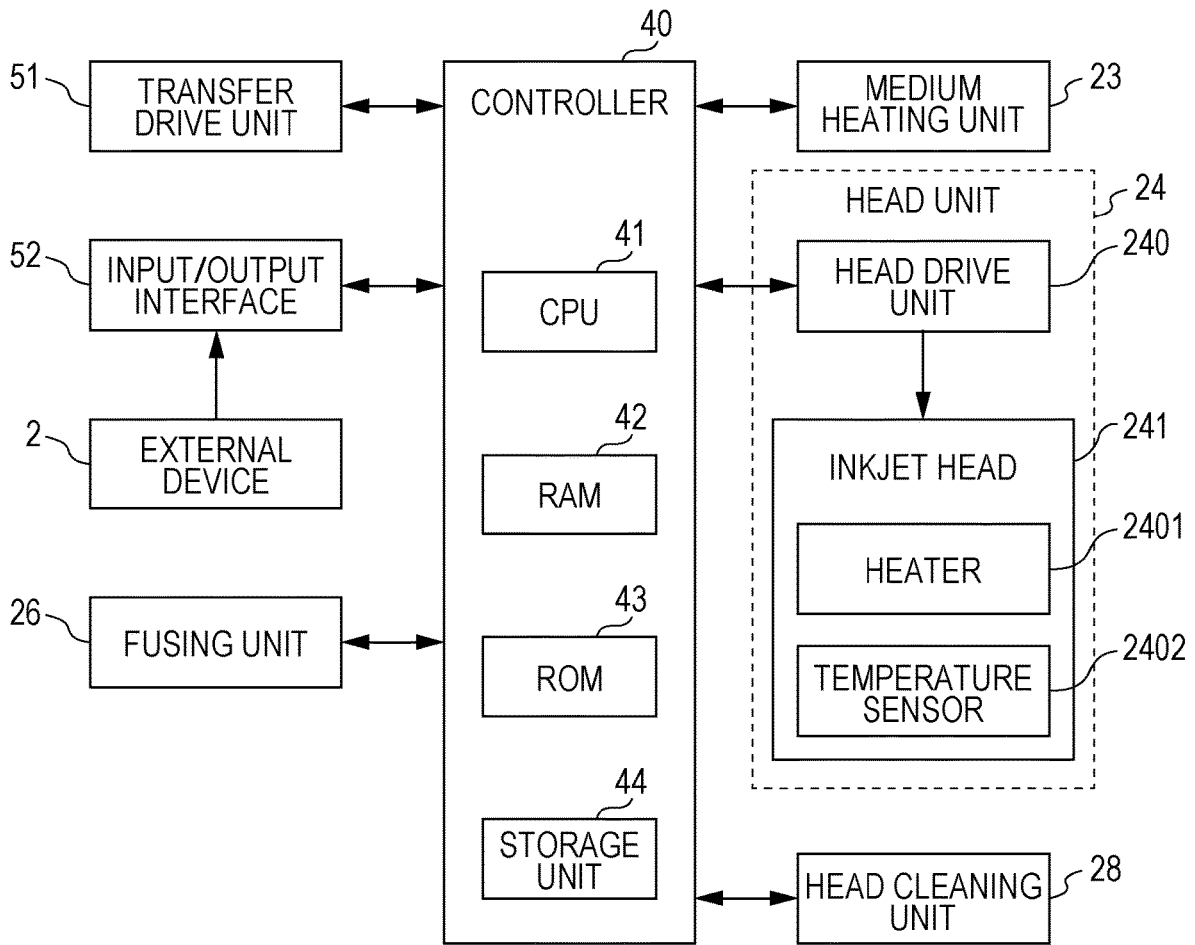 40
51
TRANSFER
DRIVE UNIT
CONTROLLER
MEDIUM
HEATING UNIT
23
HEAD UNIT
24
52
INPUT/OUTPUT
INTERFACE
41
CPU
HEAD DRIVE
UNIT
240
2
EXTERNAL
DEVICE
42
RAM
INKJET HEAD
241
HEATER
2401
26
FUSING UNIT
43
ROM
TEMPERATURE
SENSOR
2402
44
STORAGE
UNIT
HEAD CLEANING
UNIT
28